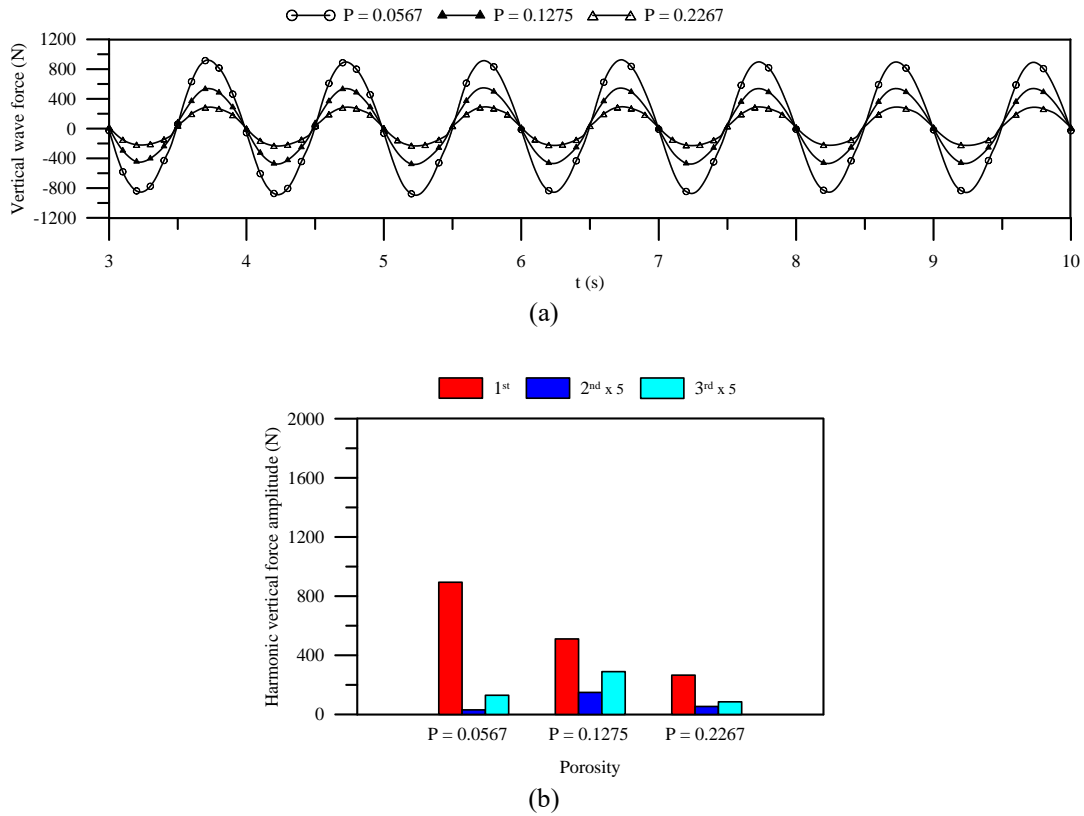 P = 0.0567 P = 0.1275 P = 0.2267
Vertical wave force (N)
1200
800
400
0
-400
-800
-1200
3 4 5 6 7 8 9 10
t (s)
(a)
1st 2nd x 5 3rd x 5
Harmonic vertical force amplitude (N)
2000
1600
1200
800
400
0
P = 0.0567 P = 0.1275 P = 0.2267
Porosity
(b)